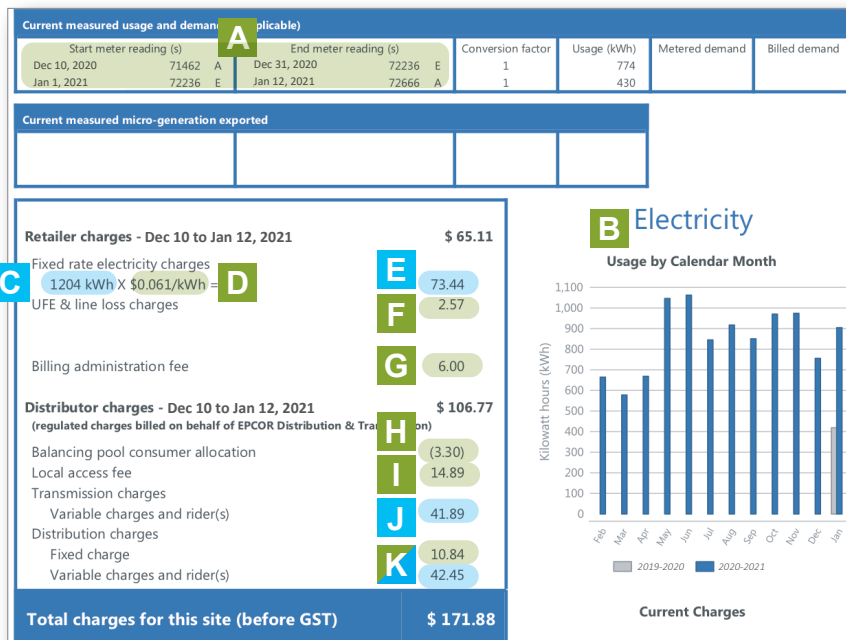 Current measured usage and deman plicable)
A
Start meter reading (s) End meter reading (s) Conversion factor Usage (kWh) Metered demand Billed demand
Dec 10, 2020 71462 A Dec 31, 2020 72236 E 1 774
Jan 1, 2021 72236 E Jan 12, 2021 72666 A 1 430
Current measured micro-generation exported
Retailer charges - Dec 10 to Jan 12, 2021 $ 65.11
Fixed rate electricity charges
C 1204 kWh X $0.061/kWh = D E 73.44
UFE & line loss charges F 2.57
Billing administration fee G 6.00
Distributor charges - Dec 10 to Jan 12, 2021 $ 106.77
(regulated charges billed on behalf of EPCOR Distribution & Tra on)
Balancing pool consumer allocation H (3.30)
Local access fee I 14.89
Transmission charges
Variable charges and rider(s) J 41.89
Distribution charges
Fixed charge K 10.84
Variable charges and rider(s) 42.45
Total charges for this site (before GST) $ 171.88
B Electricity
Usage by Calendar Month
Kilowatt hours (kWh)
1,100
1,000
900
800
700
600
500
400
300
200
100
0
Feb Mar Apr May Jun Jul Aug Sep Oct Nov Dec Jan
2019-2020 2020-2021
Current Charges